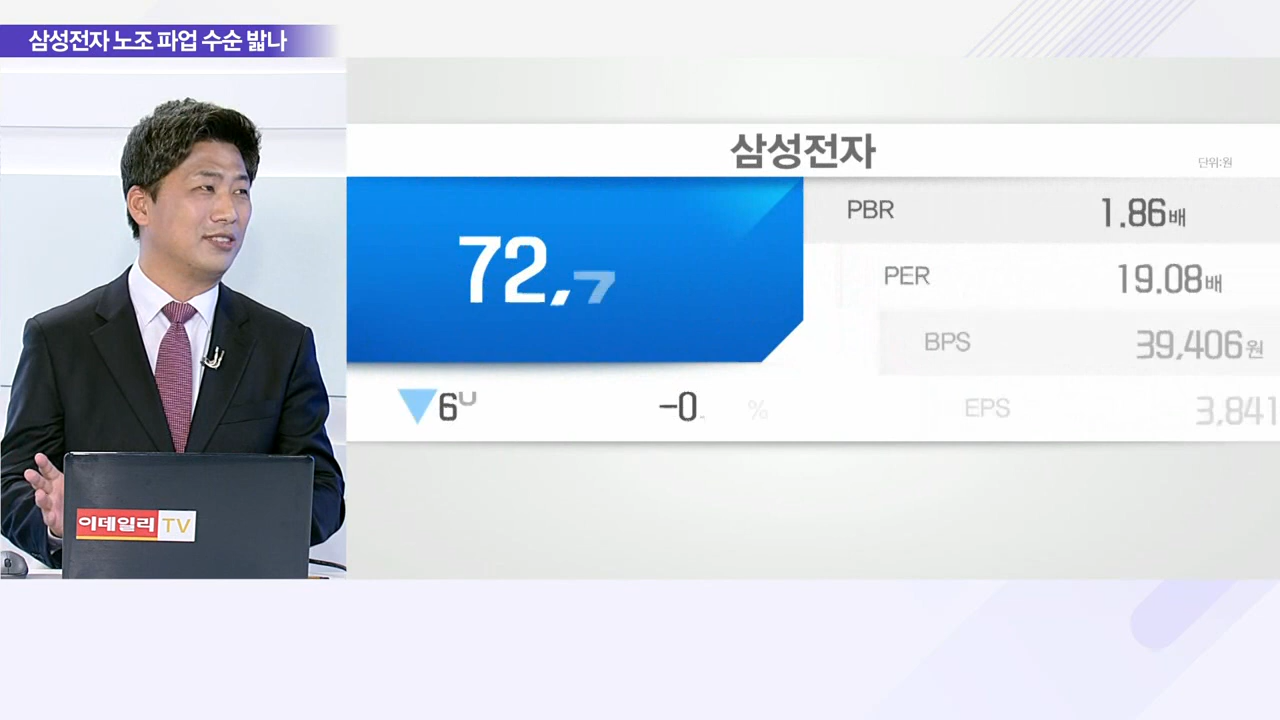 삼성전자 노조 파업 수순 밟나
삼성전자
단위:원
72,7
PBR 1.86배
PER 19.08배
BPS 39,406원
EPS 3,841
▼6
-0
%
이데일리 TV